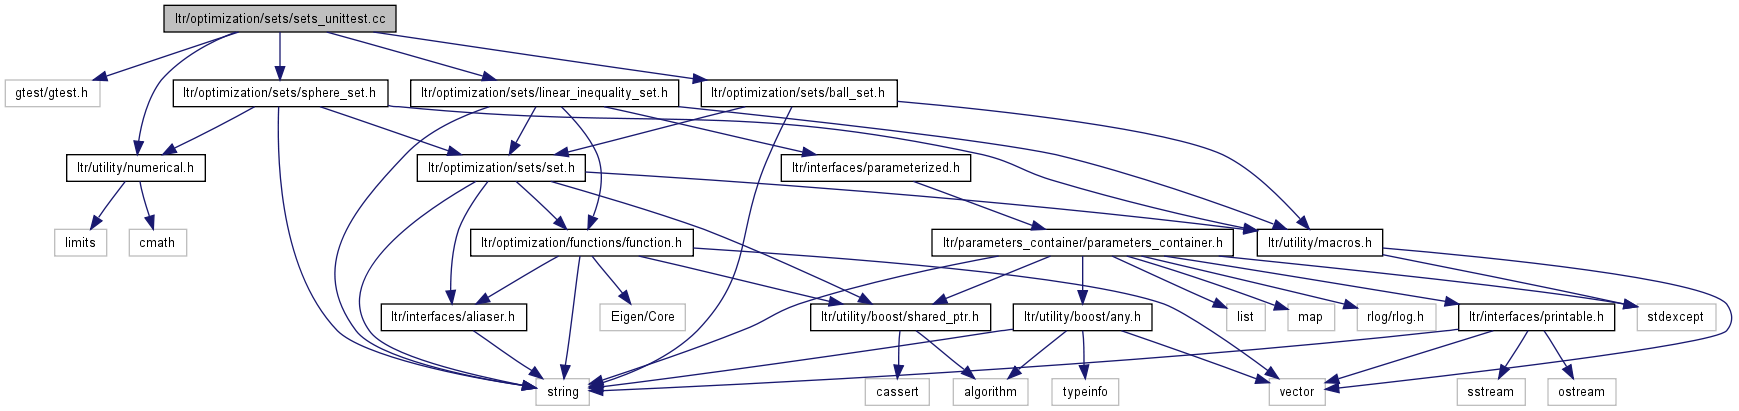 ltr/optimization/sets/sets_unittest.cc
gtest/gtest.h
ltr/optimization/sets/sphere_set.h
ltr/optimization/sets/linear_inequality_set.h
ltr/optimization/sets/ball_set.h
ltr/utility/numerical.h
ltr/optimization/sets/set.h
ltr/interfaces/parameterized.h
limits
cmath
ltr/optimization/functions/function.h
ltr/parameters_container/parameters_container.h
ltr/utility/macros.h
ltr/interfaces/aliaser.h
Eigen/Core
ltr/utility/boost/shared_ptr.h
ltr/utility/boost/any.h
list
map
rlog/rlog.h
ltr/interfaces/printable.h
stdexcept
string
cassert
algorithm
typeinfo
vector
sstream
ostream